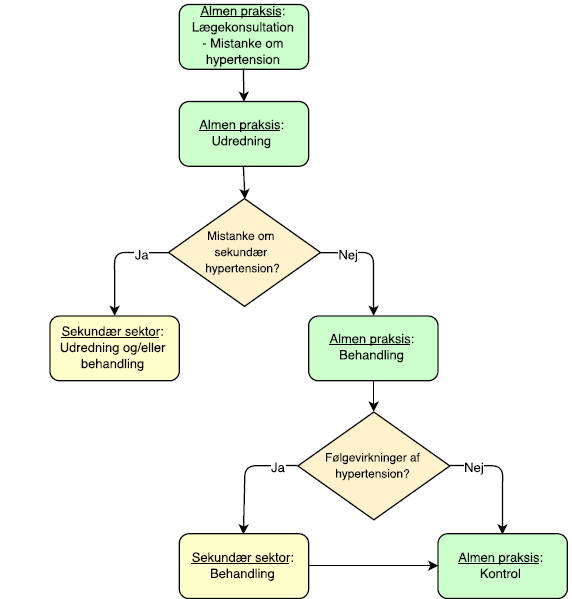 Almen praksis:
Lægekonsultation
- Mistanke om
hypertension
Almen praksis:
Udredning
Mistanke om
sekundær
hypertension?
Ja
Nej
Sekundær sektor:
Udredning og/eller
behandling
Almen praksis:
Behandling
Følgevirkninger af
hypertension?
Ja
Nej
Sekundær sektor:
Behandling
Almen praksis:
Kontrol